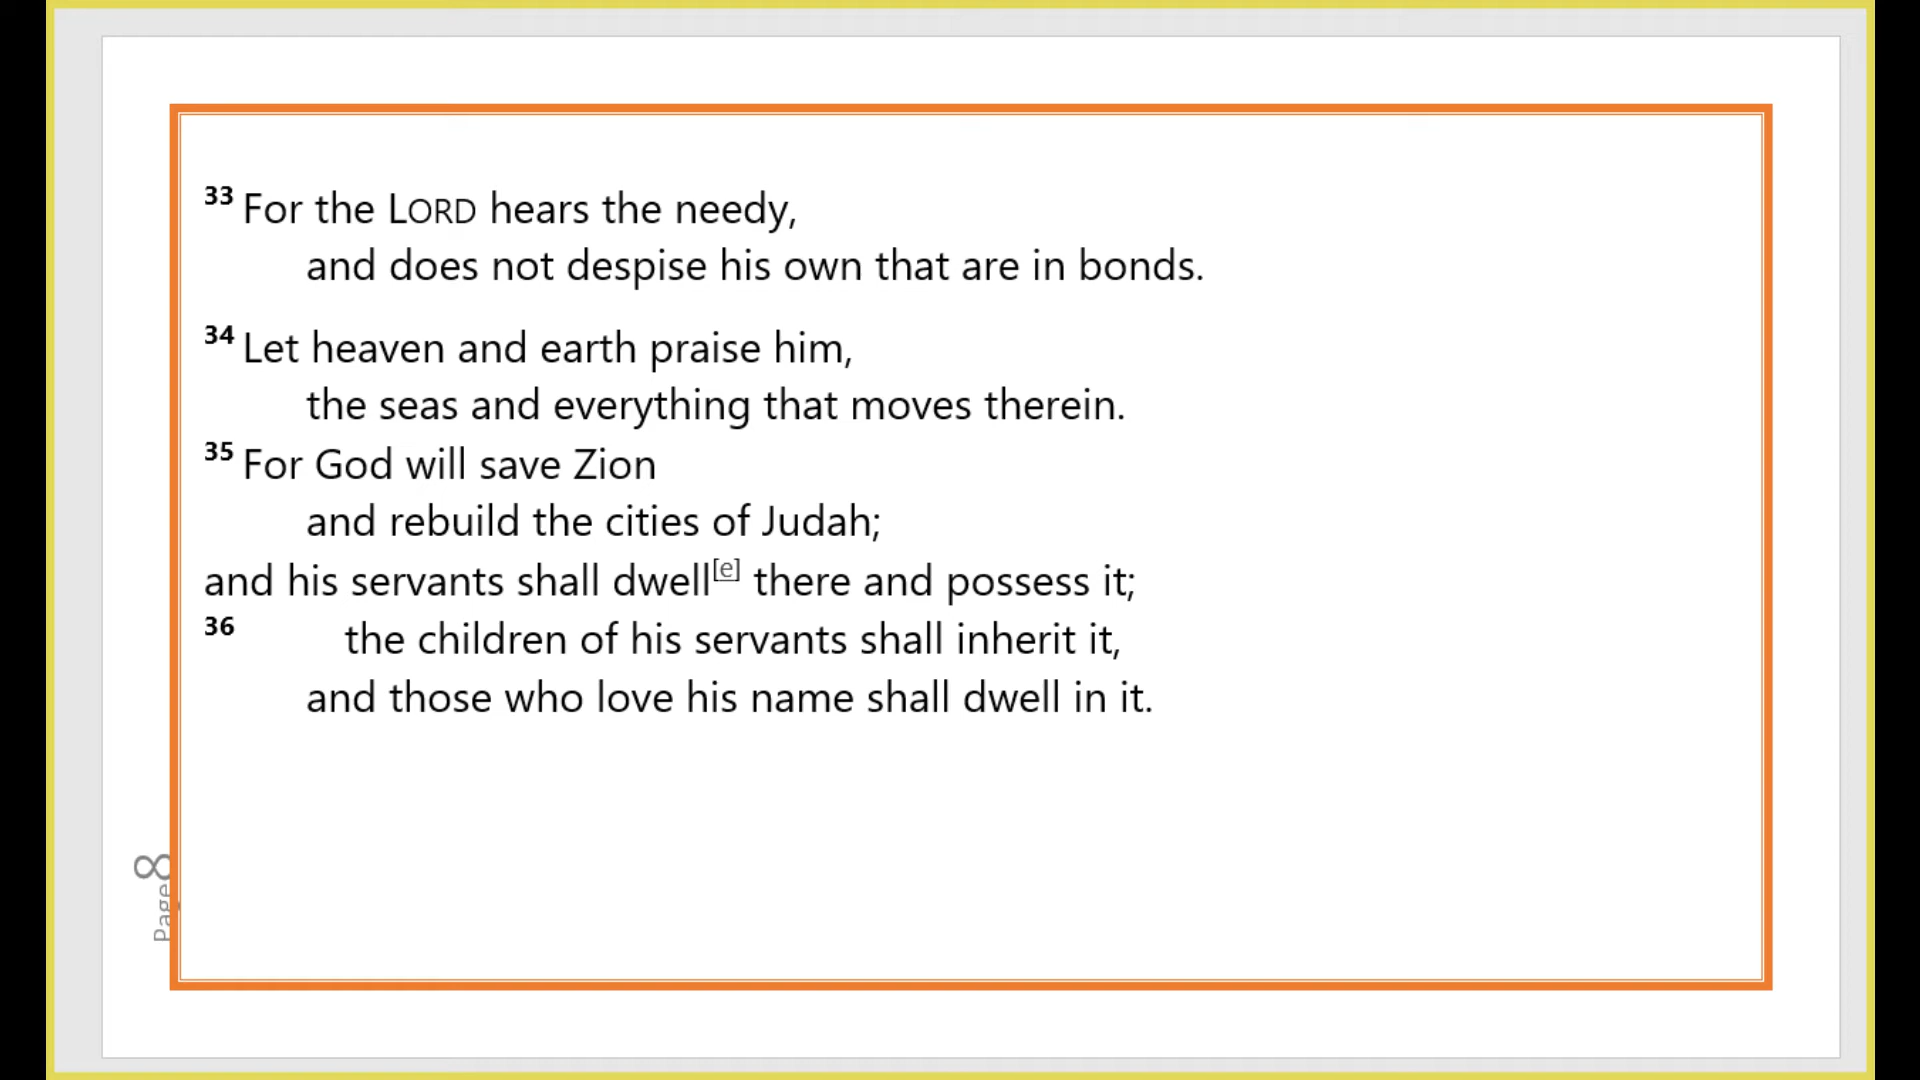 33 For the LORD hears the needy,
and does not despise his own that are in bonds.
34 Let heaven and earth praise him,
the seas and everything that moves therein.
35 For God will save Zion
and rebuild the cities of Judah;
and his servants shall dwell[e] there and possess it;
36 the children of his servants shall inherit it,
and those who love his name shall dwell in it.
Page 8